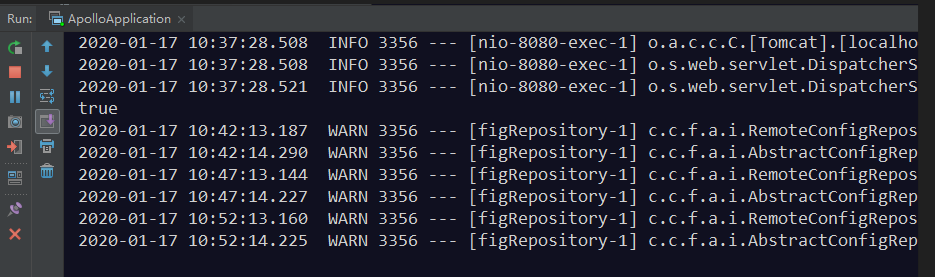 Run: ApolloApplication ×
2020-01-17 10:37:28.508  INFO 3356 --- [nio-8080-exec-1] o.a.c.c.C.[Tomcat].[localho
2020-01-17 10:37:28.508  INFO 3356 --- [nio-8080-exec-1] o.s.web.servlet.DispatcherS
2020-01-17 10:37:28.521  INFO 3356 --- [nio-8080-exec-1] o.s.web.servlet.DispatcherS
true
2020-01-17 10:42:13.187  WARN 3356 --- [figRepository-1] c.c.f.a.i.RemoteConfigRepos
2020-01-17 10:42:14.290  WARN 3356 --- [figRepository-1] c.c.f.a.i.AbstractConfigRep
2020-01-17 10:47:13.144  WARN 3356 --- [figRepository-1] c.c.f.a.i.RemoteConfigRepos
2020-01-17 10:47:14.227  WARN 3356 --- [figRepository-1] c.c.f.a.i.AbstractConfigRep
2020-01-17 10:52:13.160  WARN 3356 --- [figRepository-1] c.c.f.a.i.RemoteConfigRepos
2020-01-17 10:52:14.225  WARN 3356 --- [figRepository-1] c.c.f.a.i.AbstractConfigRep